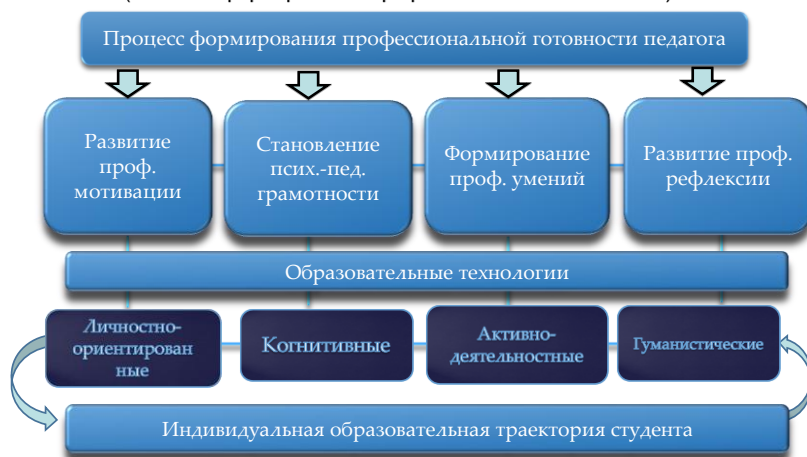 Процесс формирования профессиональной готовности педагога
Развитие
проф.
мотивации
Становление
псих.-пед.
грамотности
Формирование
проф. умений
Развитие проф.
рефлексии
Образовательные технологии
Личностно-
ориентирован
ные
Когнитивные
Активно-
деятельностные
Гуманистические
Индивидуальная образовательная траектория студента